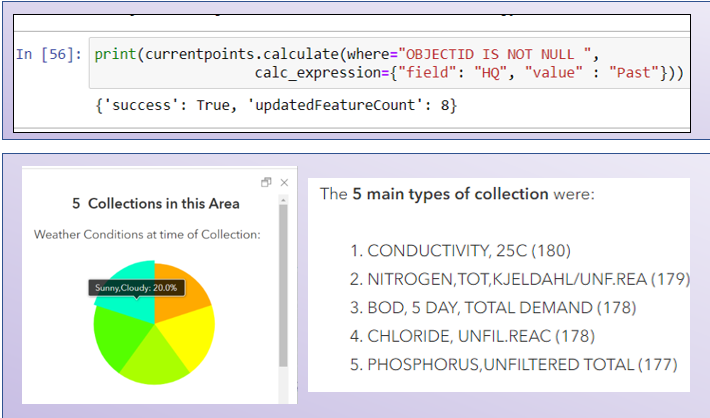 In [56]: print(currentpoints.calculate(where="OBJECTID IS NOT NULL ",
calc_expression={"field": "HQ", "value" : "Past"}))
{'success': True, 'updatedFeatureCount': 8}
5 Collections in this Area
Weather Conditions at time of Collection:
Sunny,Cloudy: 20.0%
The 5 main types of collection were:
1. CONDUCTIVITY, 25C (180)
2. NITROGEN,TOT,KJELDAHL/UNF.REA (179)
3. BOD, 5 DAY, TOTAL DEMAND (178)
4. CHLORIDE, UNFIL.REAC (178)
5. PHOSPHORUS,UNFILTERED TOTAL (177)